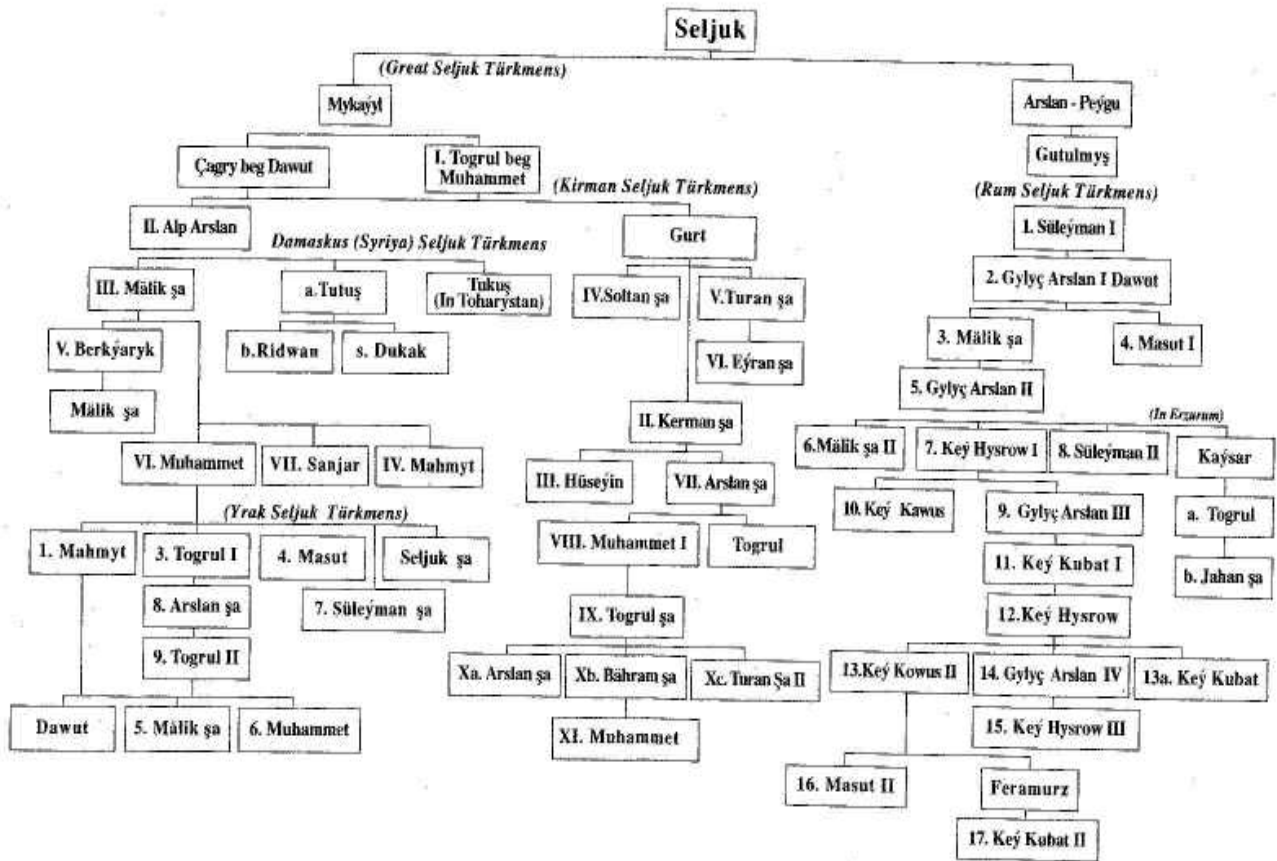 Seljuk
(Great Seljuk Türkmens)
Mykaýyl
Arslan - Peýgu
Çagry beg Dawut
I. Togrul beg
Muhammet
Gutulmyş
(Kirman Seljuk Türkmens)
(Rum Seljuk Türkmens)
II. Alp Arslan
Gurt
1. Süleýman I
Damaskus (Syriya) Seljuk Türkmens
III. Mälik şa
a.Tutuş
Tukuş
(In Toharystan)
IV.Soltan şa
V.Turan şa
2. Gylyç Arslan I Dawut
V. Berkýaryk
b.Ridwan
s. Dukak
VI. Eýran şa
3. Mälik şa
4. Masut I
Mälik şa
5. Gylyç Arslan II
II. Kerman şa
(In Erzurum)
VI. Muhammet
VII. Sanjar
IV. Mahmyt
6.Mälik şa II
7. Keý Hysrow I
8. Süleýman II
Kaýsar
III. Hüseýin
VII. Arslan şa
10. Keý Kawus
9. Gylyç Arslan III
a. Togrul
(Yrak Seljuk Türkmens)
1. Mahmyt
3. Togrul I
4. Masut
Seljuk şa
VIII. Muhammet I
Togrul
11. Keý Kubat I
b. Jahan şa
8. Arslan şa
7. Süleýman şa
IX. Togrul şa
12.Keý Hysrow
9. Togrul II
Xa. Arslan şa
Xb. Bähram şa
Xc. Turan Şa II
13.Keý Kowus II
14. Gylyç Arslan IV
13a. Keý Kubat
Dawut
5. Mälik şa
6. Muhammet
XI. Muhammet
15. Keý Hysrow III
16. Masut II
Feramurz
17. Keý Kubat II